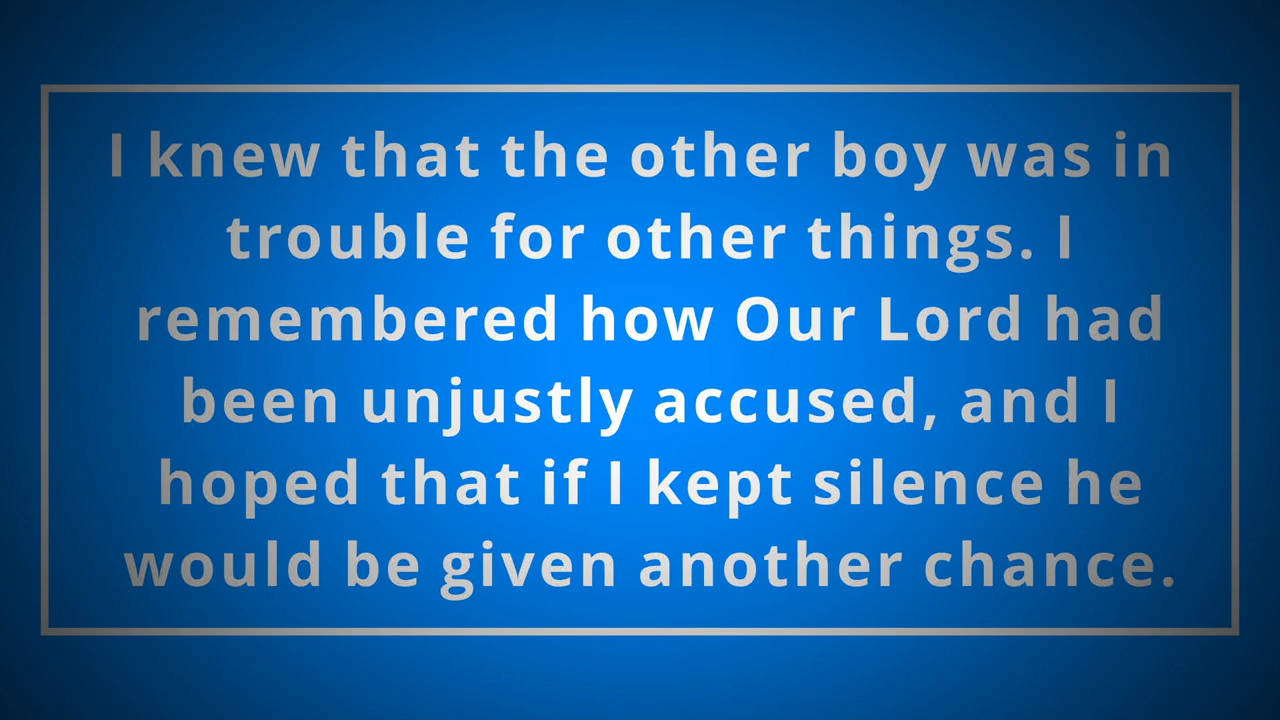 I knew that the other boy was in
trouble for other things. I
remembered how Our Lord had
been unjustly accused, and I
hoped that if I kept silence he
would be given another chance.